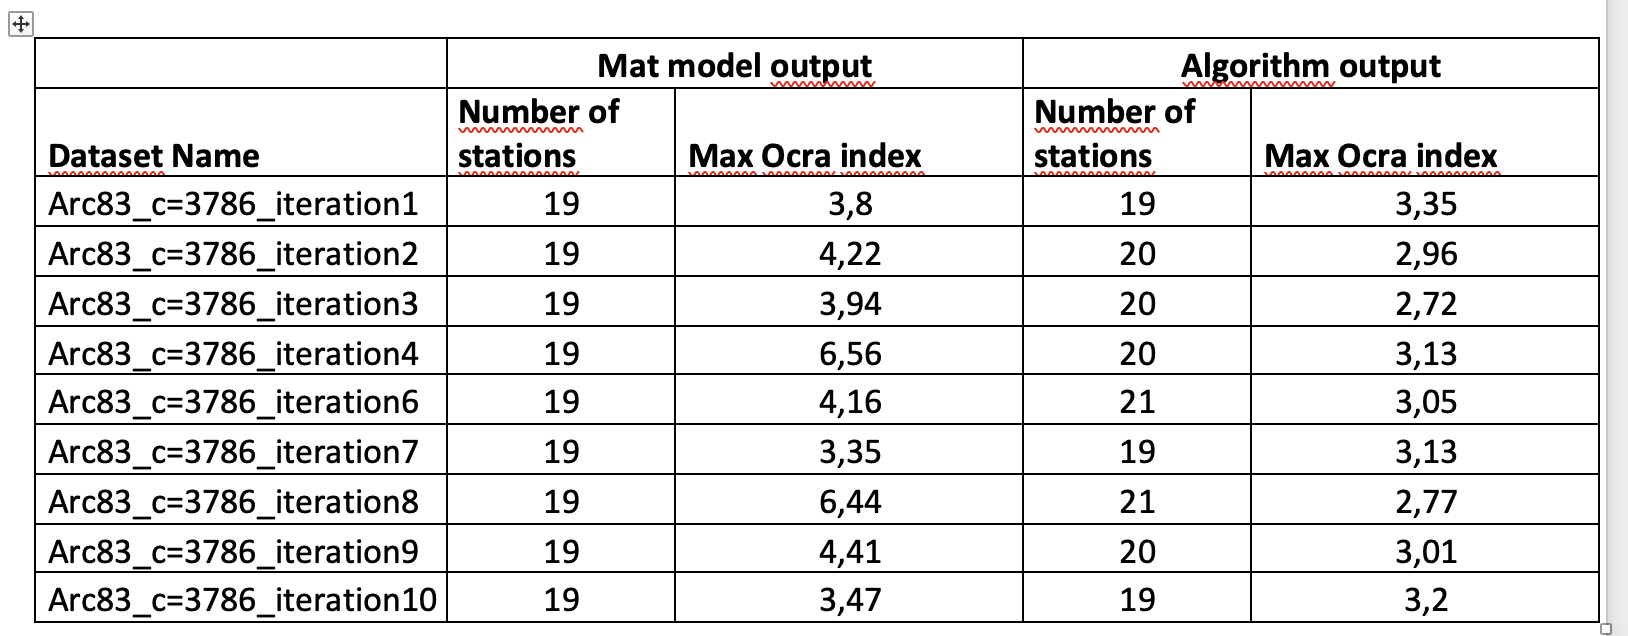 Mat model output Algorithm output
Dataset Name Number of stations Max Ocra index Number of stations Max Ocra index
Arc83_c=3786_iteration1 19 3,8 19 3,35
Arc83_c=3786_iteration2 19 4,22 20 2,96
Arc83_c=3786_iteration3 19 3,94 20 2,72
Arc83_c=3786_iteration4 19 6,56 20 3,13
Arc83_c=3786_iteration6 19 4,16 21 3,05
Arc83_c=3786_iteration7 19 3,35 19 3,13
Arc83_c=3786_iteration8 19 6,44 21 2,77
Arc83_c=3786_iteration9 19 4,41 20 3,01
Arc83_c=3786_iteration10 19 3,47 19 3,2